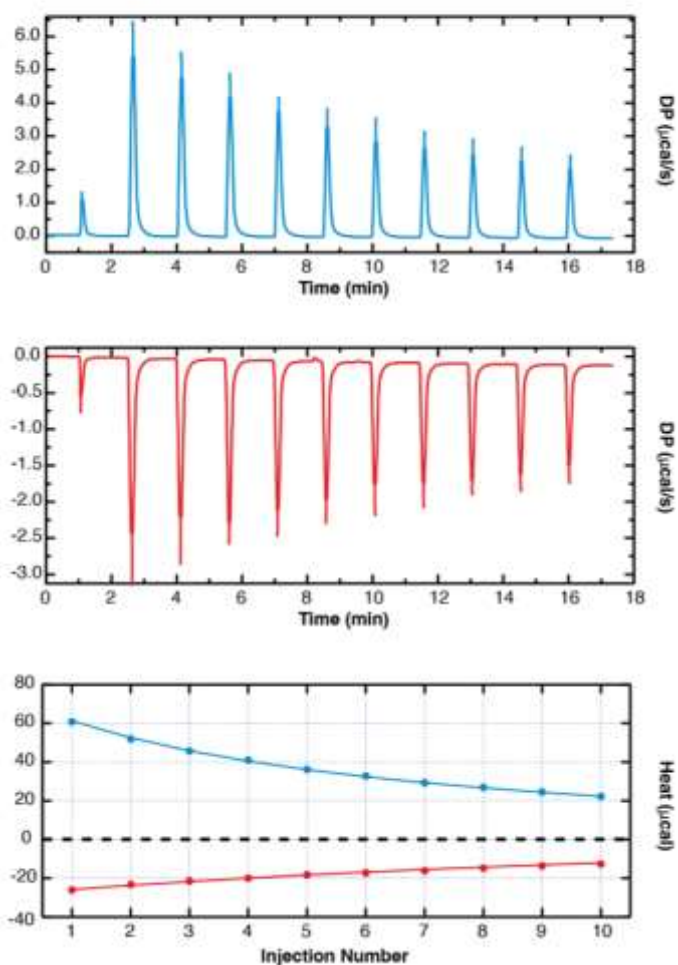 6.0
5.0
4.0
3.0
2.0
1.0
0.0
DP (μcal/s)
0 2 4 6 8 10 12 14 16 18
Time (min)
0.0
-0.5
-1.0
-1.5
-2.0
-2.5
-3.0
DP (μcal/s)
0 2 4 6 8 10 12 14 16 18
Time (min)
80
60
40
20
0
-20
-40
Heat (μcal)
1 2 3 4 5 6 7 8 9 10
Injection Number